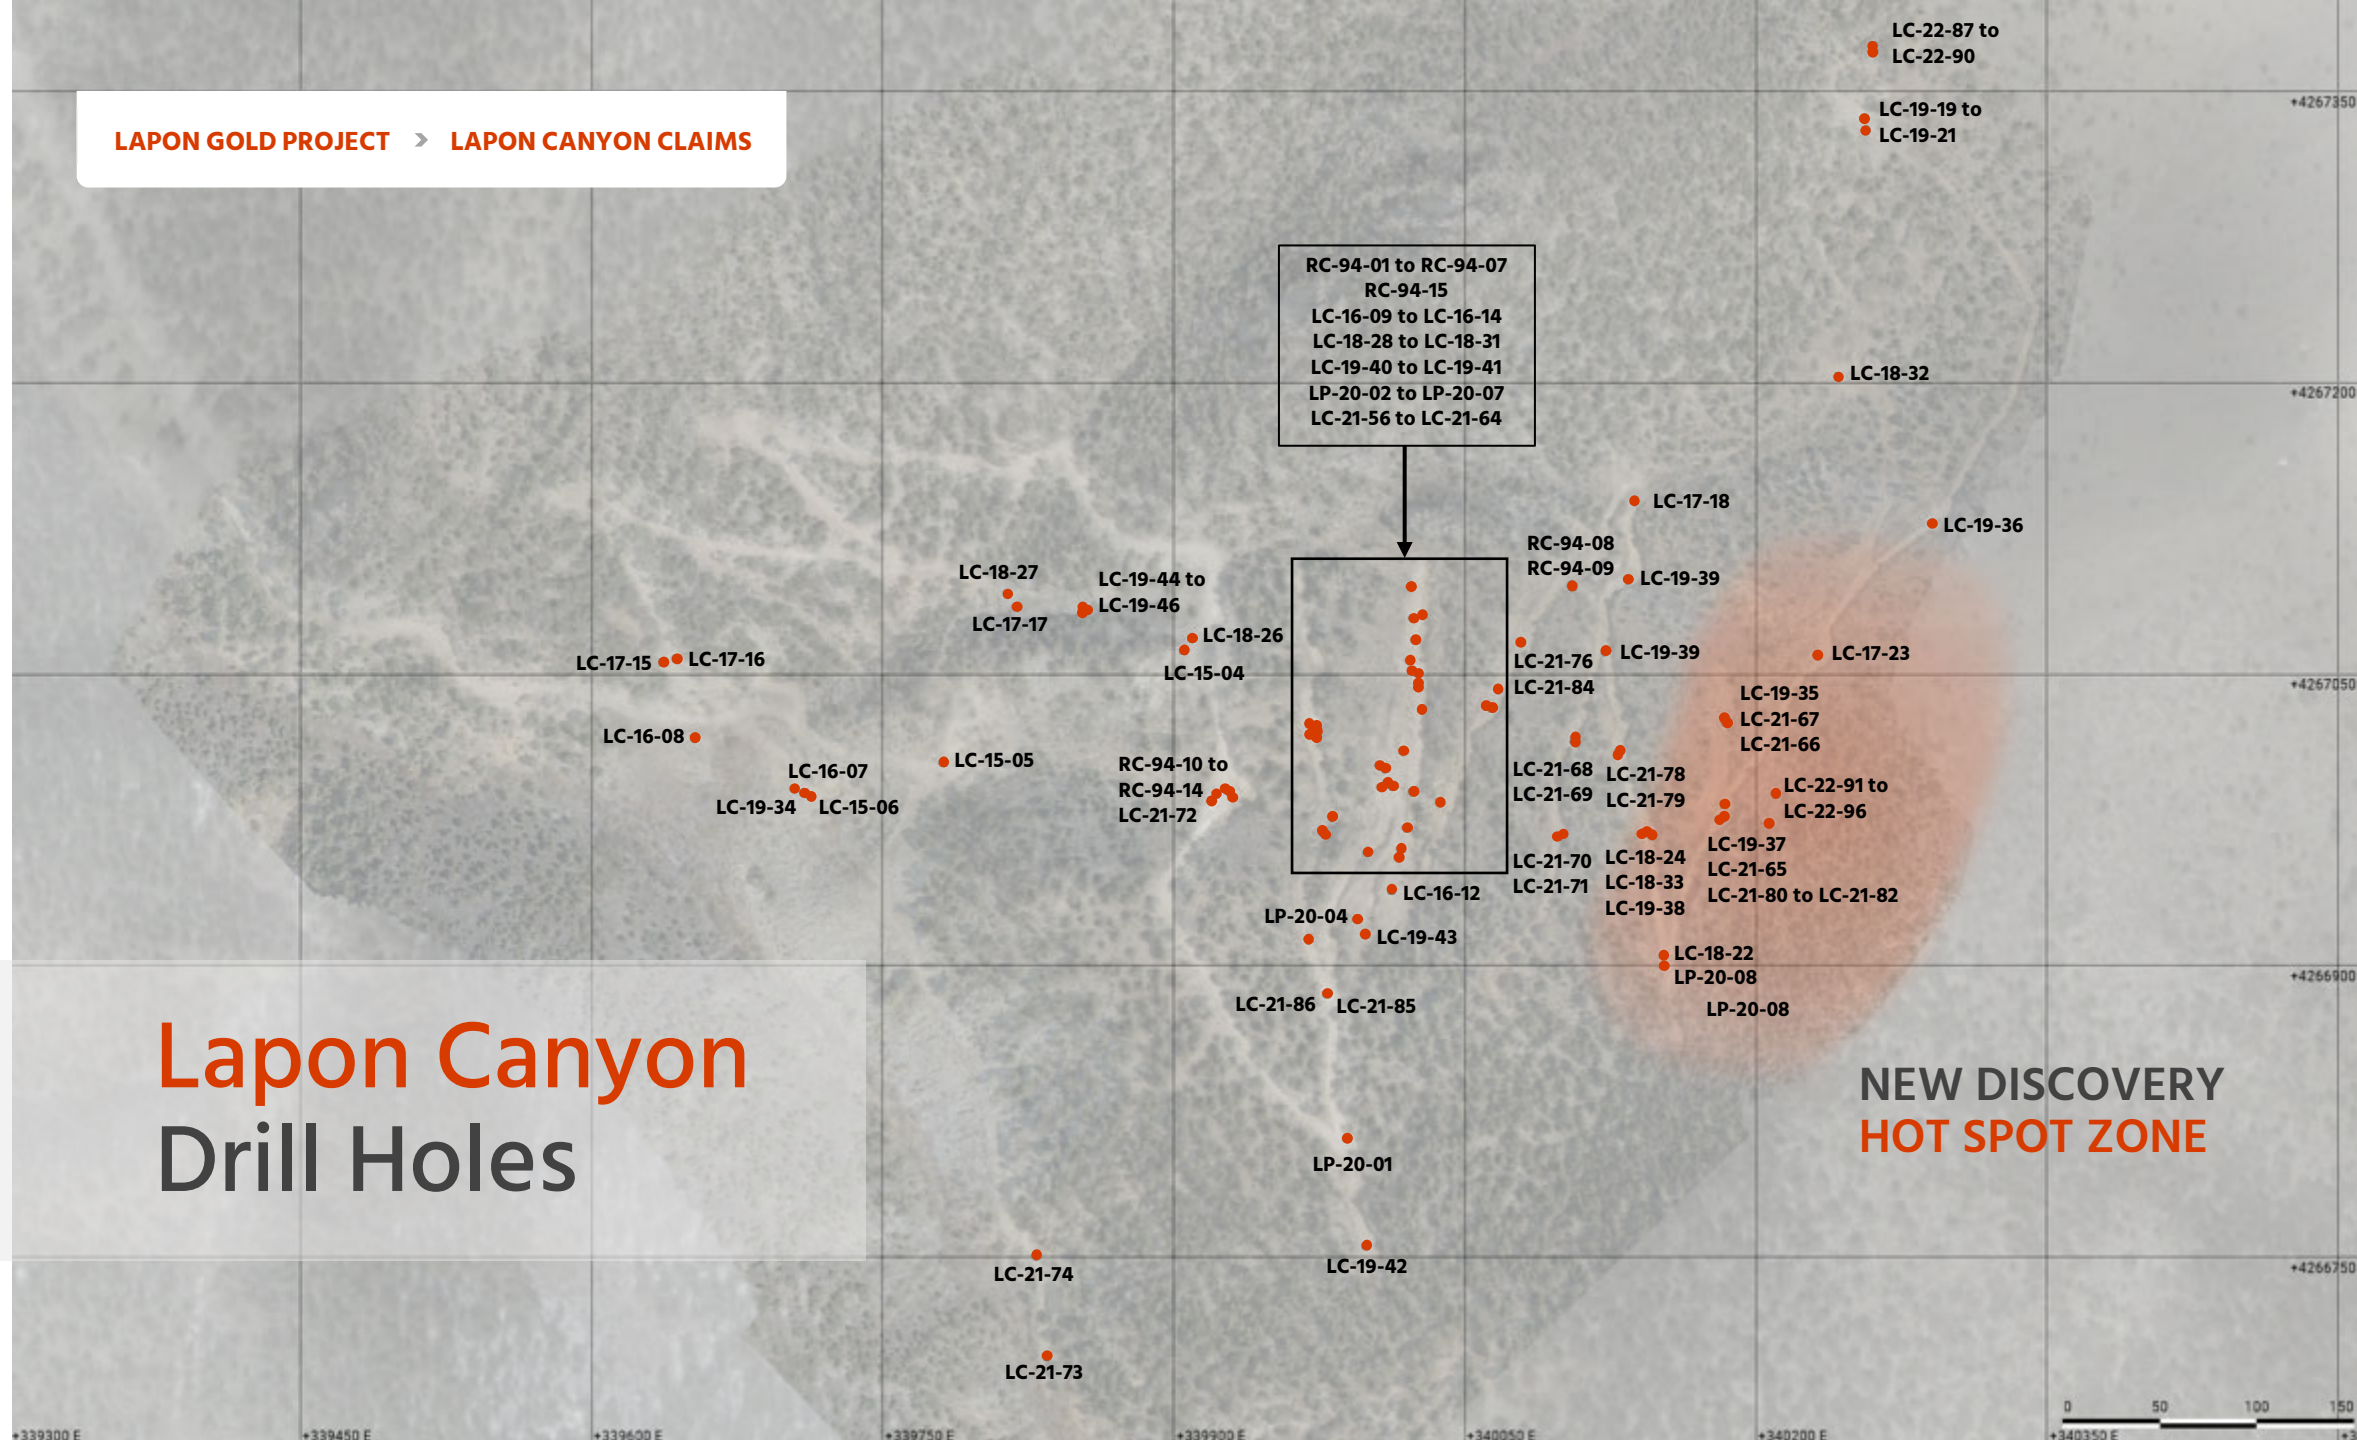 LC-22-87 to
LC-22-90
+4267350
LC-19-19 to
LC-19-21
LAPON GOLD PROJECT › LAPON CANYON CLAIMS
RC-94-01 to RC-94-07
RC-94-15
LC-16-09 to LC-16-14
LC-18-28 to LC-18-31
LC-19-40 to LC-19-41
LP-20-02 to LP-20-07
LC-21-56 to LC-21-64
LC-18-32
+4267200
LC-17-18
LC-19-36
RC-94-08
RC-94-09
LC-19-39
LC-18-27
LC-17-17
LC-19-44 to
LC-19-46
LC-18-26
LC-15-04
LC-17-15
LC-17-16
LC-21-76
LC-21-84
LC-19-39
LC-17-23
+4267050
LC-19-35
LC-21-67
LC-21-66
LC-16-08
LC-15-05
LC-16-07
LC-19-34
LC-15-06
RC-94-10 to
RC-94-14
LC-21-72
LC-21-68
LC-21-69
LC-21-78
LC-21-79
LC-22-91 to
LC-22-96
LC-19-37
LC-21-65
LC-21-80 to LC-21-82
LC-21-70
LC-21-71
LC-18-24
LC-18-33
LC-19-38
LC-16-12
LP-20-04
LC-19-43
LC-18-22
LP-20-08
+4266900
LP-20-08
LC-21-86
LC-21-85
Lapon Canyon
Drill Holes
NEW DISCOVERY
HOT SPOT ZONE
LP-20-01
LC-21-74
LC-19-42
+4266750
LC-21-73
0 50 100 150
+339300 E
+339450 E
+339600 E
+339750 E
+339900 E
+340050 E
+340200 E
+340350 E